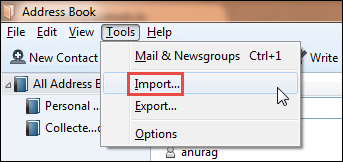 Address Book
File Edit View Tools Help
New Contact
Write
Mail & Newsgroups Ctrl+1
Import...
Export...
Options
All Address B
Personal ...
Collecte...d
anurag